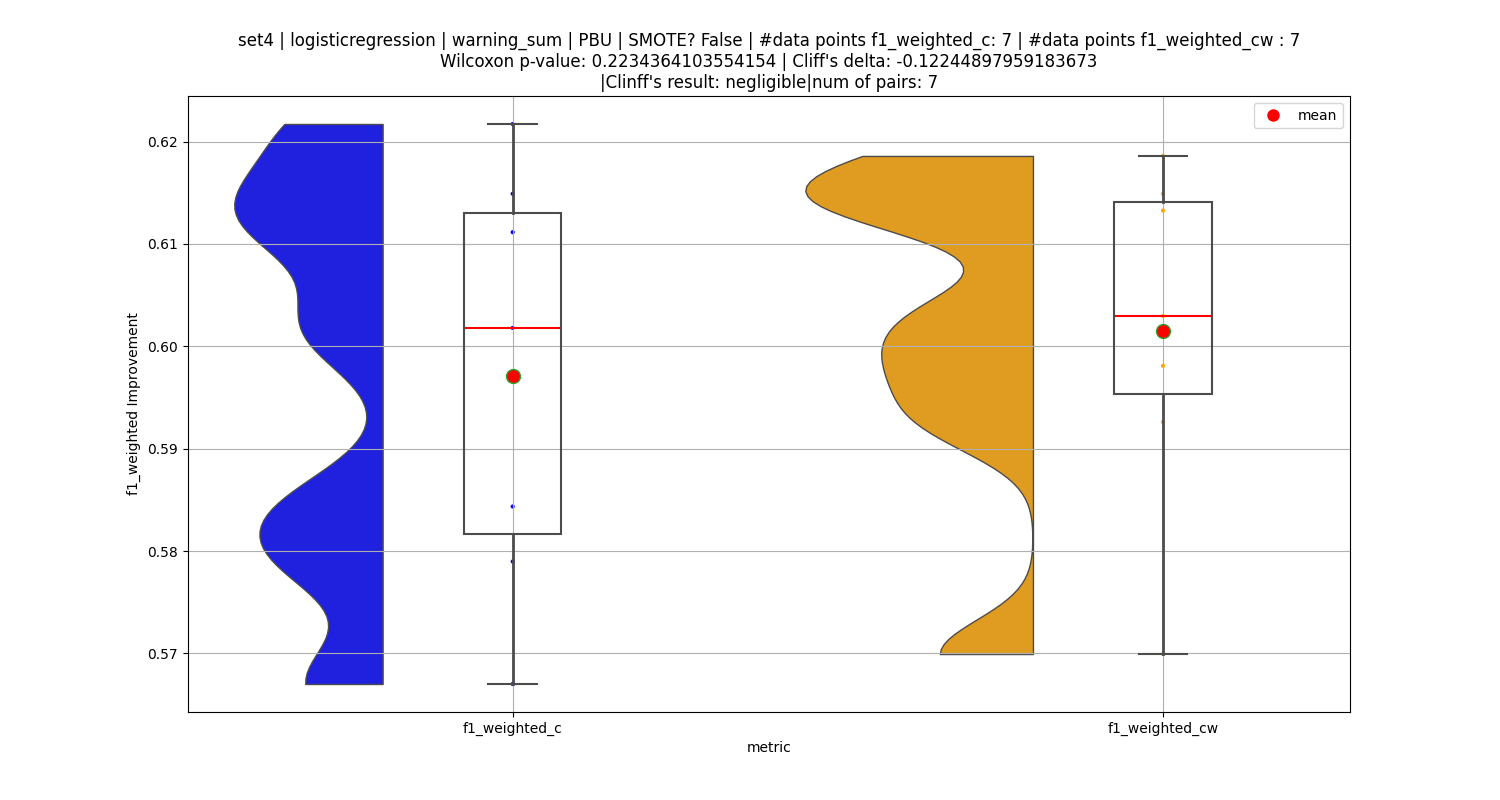 set4 | logisticregression | warning_sum | PBU | SMOTE? False | #data points f1_weighted_c: 7 | #data points f1_weighted_cw : 7
Wilcoxon p-value: 0.2234364103554154 | Cliff's delta: -0.12244897959183673
|Clinff's result: negligible|num of pairs: 7
mean
0.62
0.61
0.60
0.59
0.58
0.57
f1_weighted Improvement
f1_weighted_c
f1_weighted_cw
metric